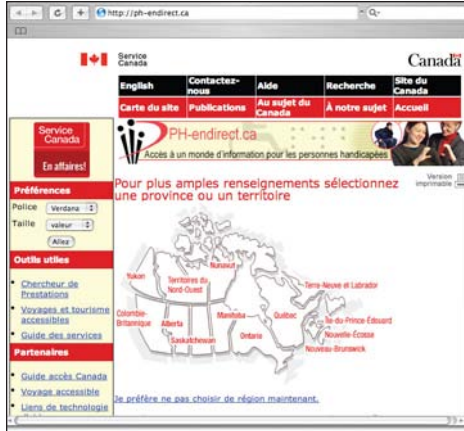 http://ph-endirect.ca
Q-
Service
Canada
Canada
English
Contactez-
nous
Aide
Recherche
Site du
Canada
Carte du site
Publications
Au sujet du
Canada
À notre sujet
Accueil
Service
Canada
En affaires!
PH-endirect.ca
Accès à un monde d'information pour les personnes handicapées
Préférences
Police
Verdana
Taille
valeur
Allez
Outils utiles
Chercheur de
Prestations
Voyages et tourisme
accessibles
Guide des services
Partenaires
Guide accès Canada
Voyage accessible
Liens de technologie
Version
imprimable
Pour plus amples renseignements sélectionnez
une province ou un territoire
Yukon
Nunavut
Territoires du
Nord-Ouest
Terre-Neuve et Labrador
Colombie-
Britannique
Alberta
Saskatchewan
Manitoba
Ontario
Québec
Île-du-Prince-Édouard
Nouvelle-Écosse
Nouveau-Brunswick
Je préfère ne pas choisir de région maintenant.